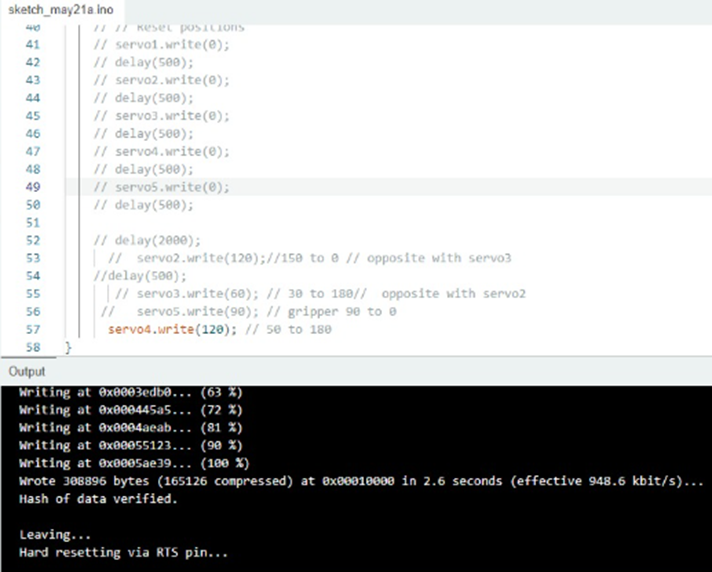 sketch_may21a.ino
40 // // Reset positions
41 // servo1.write(0);
42 // delay(500);
43 // servo2.write(0);
44 // delay(500);
45 // servo3.write(0);
46 // delay(500);
47 // servo4.write(0);
48 // delay(500);
49 // servo5.write(0);
50 // delay(500);
51
52 // delay(2000);
53 // servo2.write(120);//150 to 0 // opposite with servo3
54 //delay(500);
55 // servo3.write(60); // 30 to 180// opposite with servo2
56 // servo5.write(90); // gripper 90 to 0
57 servo4.write(120); // 50 to 180
58 }
Output
Writing at 0x0003edb0... (63 %)
Writing at 0x000445a5... (72 %)
Writing at 0x0004aeab... (81 %)
Writing at 0x00055123... (90 %)
Writing at 0x0005ae39... (100 %)
Wrote 308896 bytes (165126 compressed) at 0x00010000 in 2.6 seconds (effective 948.6 kbit/s)...
Hash of data verified.
Leaving...
Hard resetting via RTS pin...